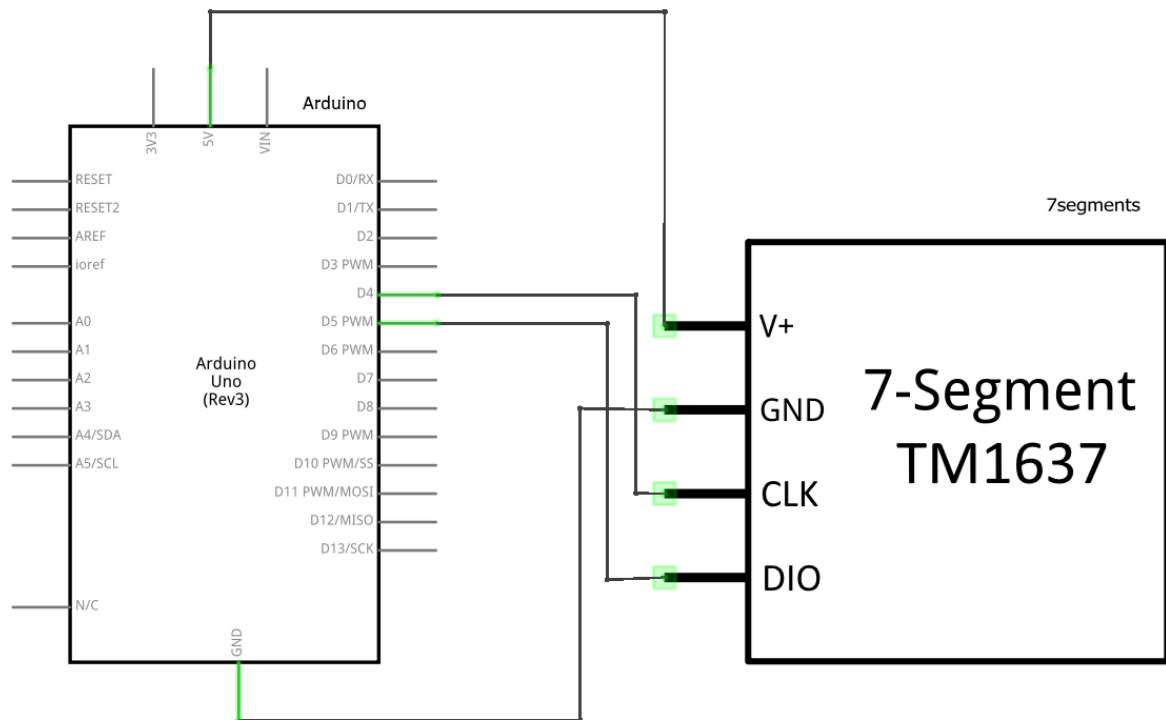 Arduino
3V3
5V
VIN
RESET
RESET2
AREF
ioref
A0
A1
A2
A3
A4/SDA
A5/SCL
N/C
D0/RX
D1/TX
D2
D3 PWM
D4
D5 PWM
D6 PWM
D7
D8
D9 PWM
D10 PWM/SS
D11 PWM/MOSI
D12/MISO
D13/SCK
Arduino
Uno
(Rev3)
GND
7segments
V+
GND
CLK
DIO
7-Segment
TM1637